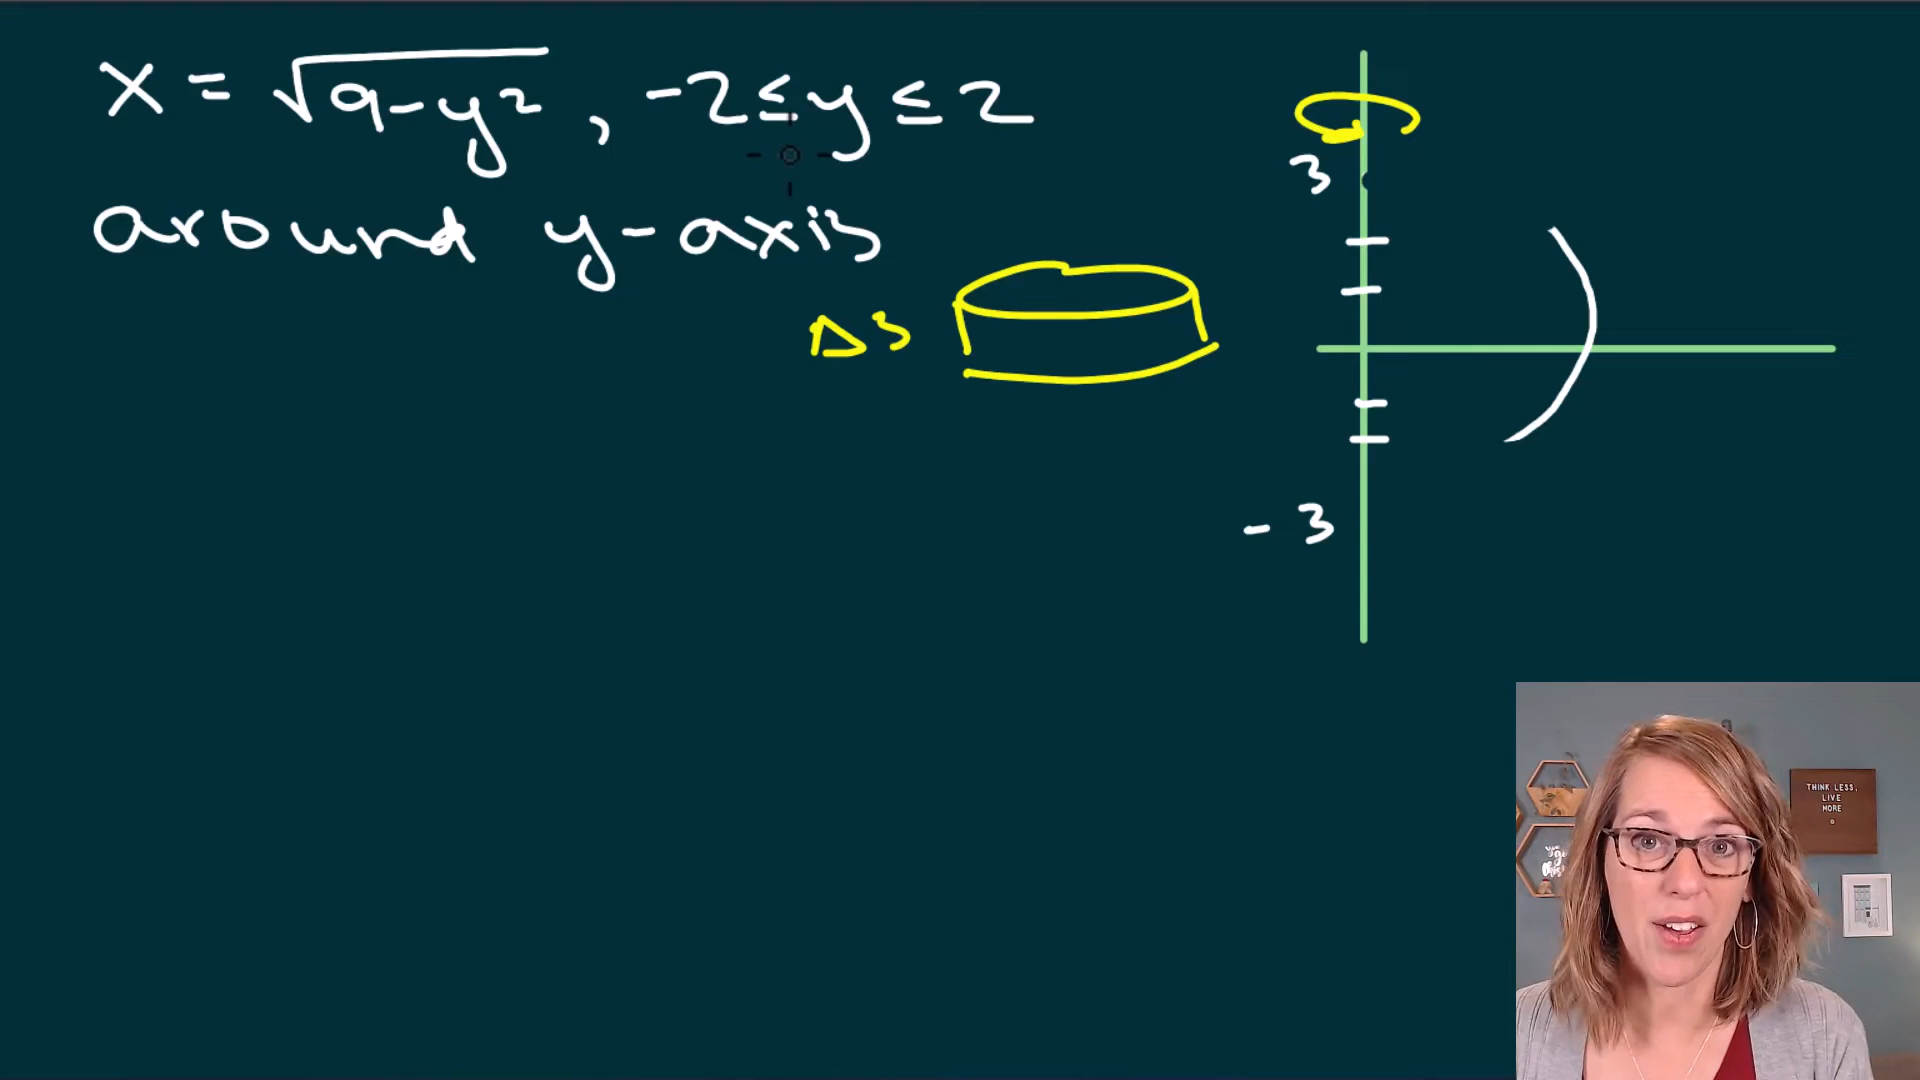 x = √9-y², -2≤y≤2
around y-axis
Δs
3
-3
THINK LESS,
LIVE
MORE